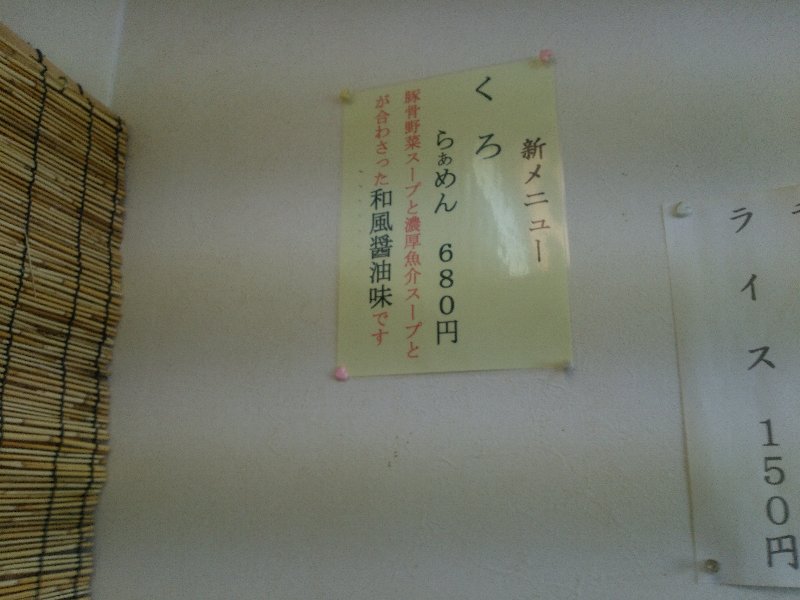 新メニュー
くろ
らぁめん 680円
豚骨野菜スープと濃厚魚介スープと
が合わさった和風醤油味です
ライス 150円